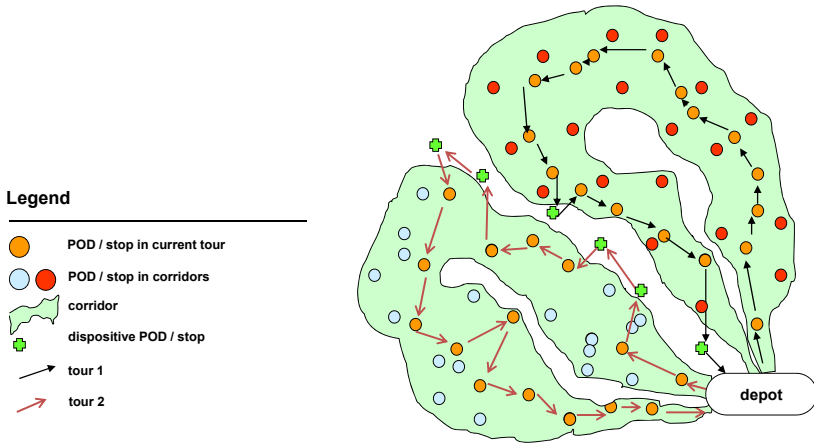 Legend
POD / stop in current tour
POD / stop in corridors
corridor
dispositive POD / stop
tour 1
tour 2
depot